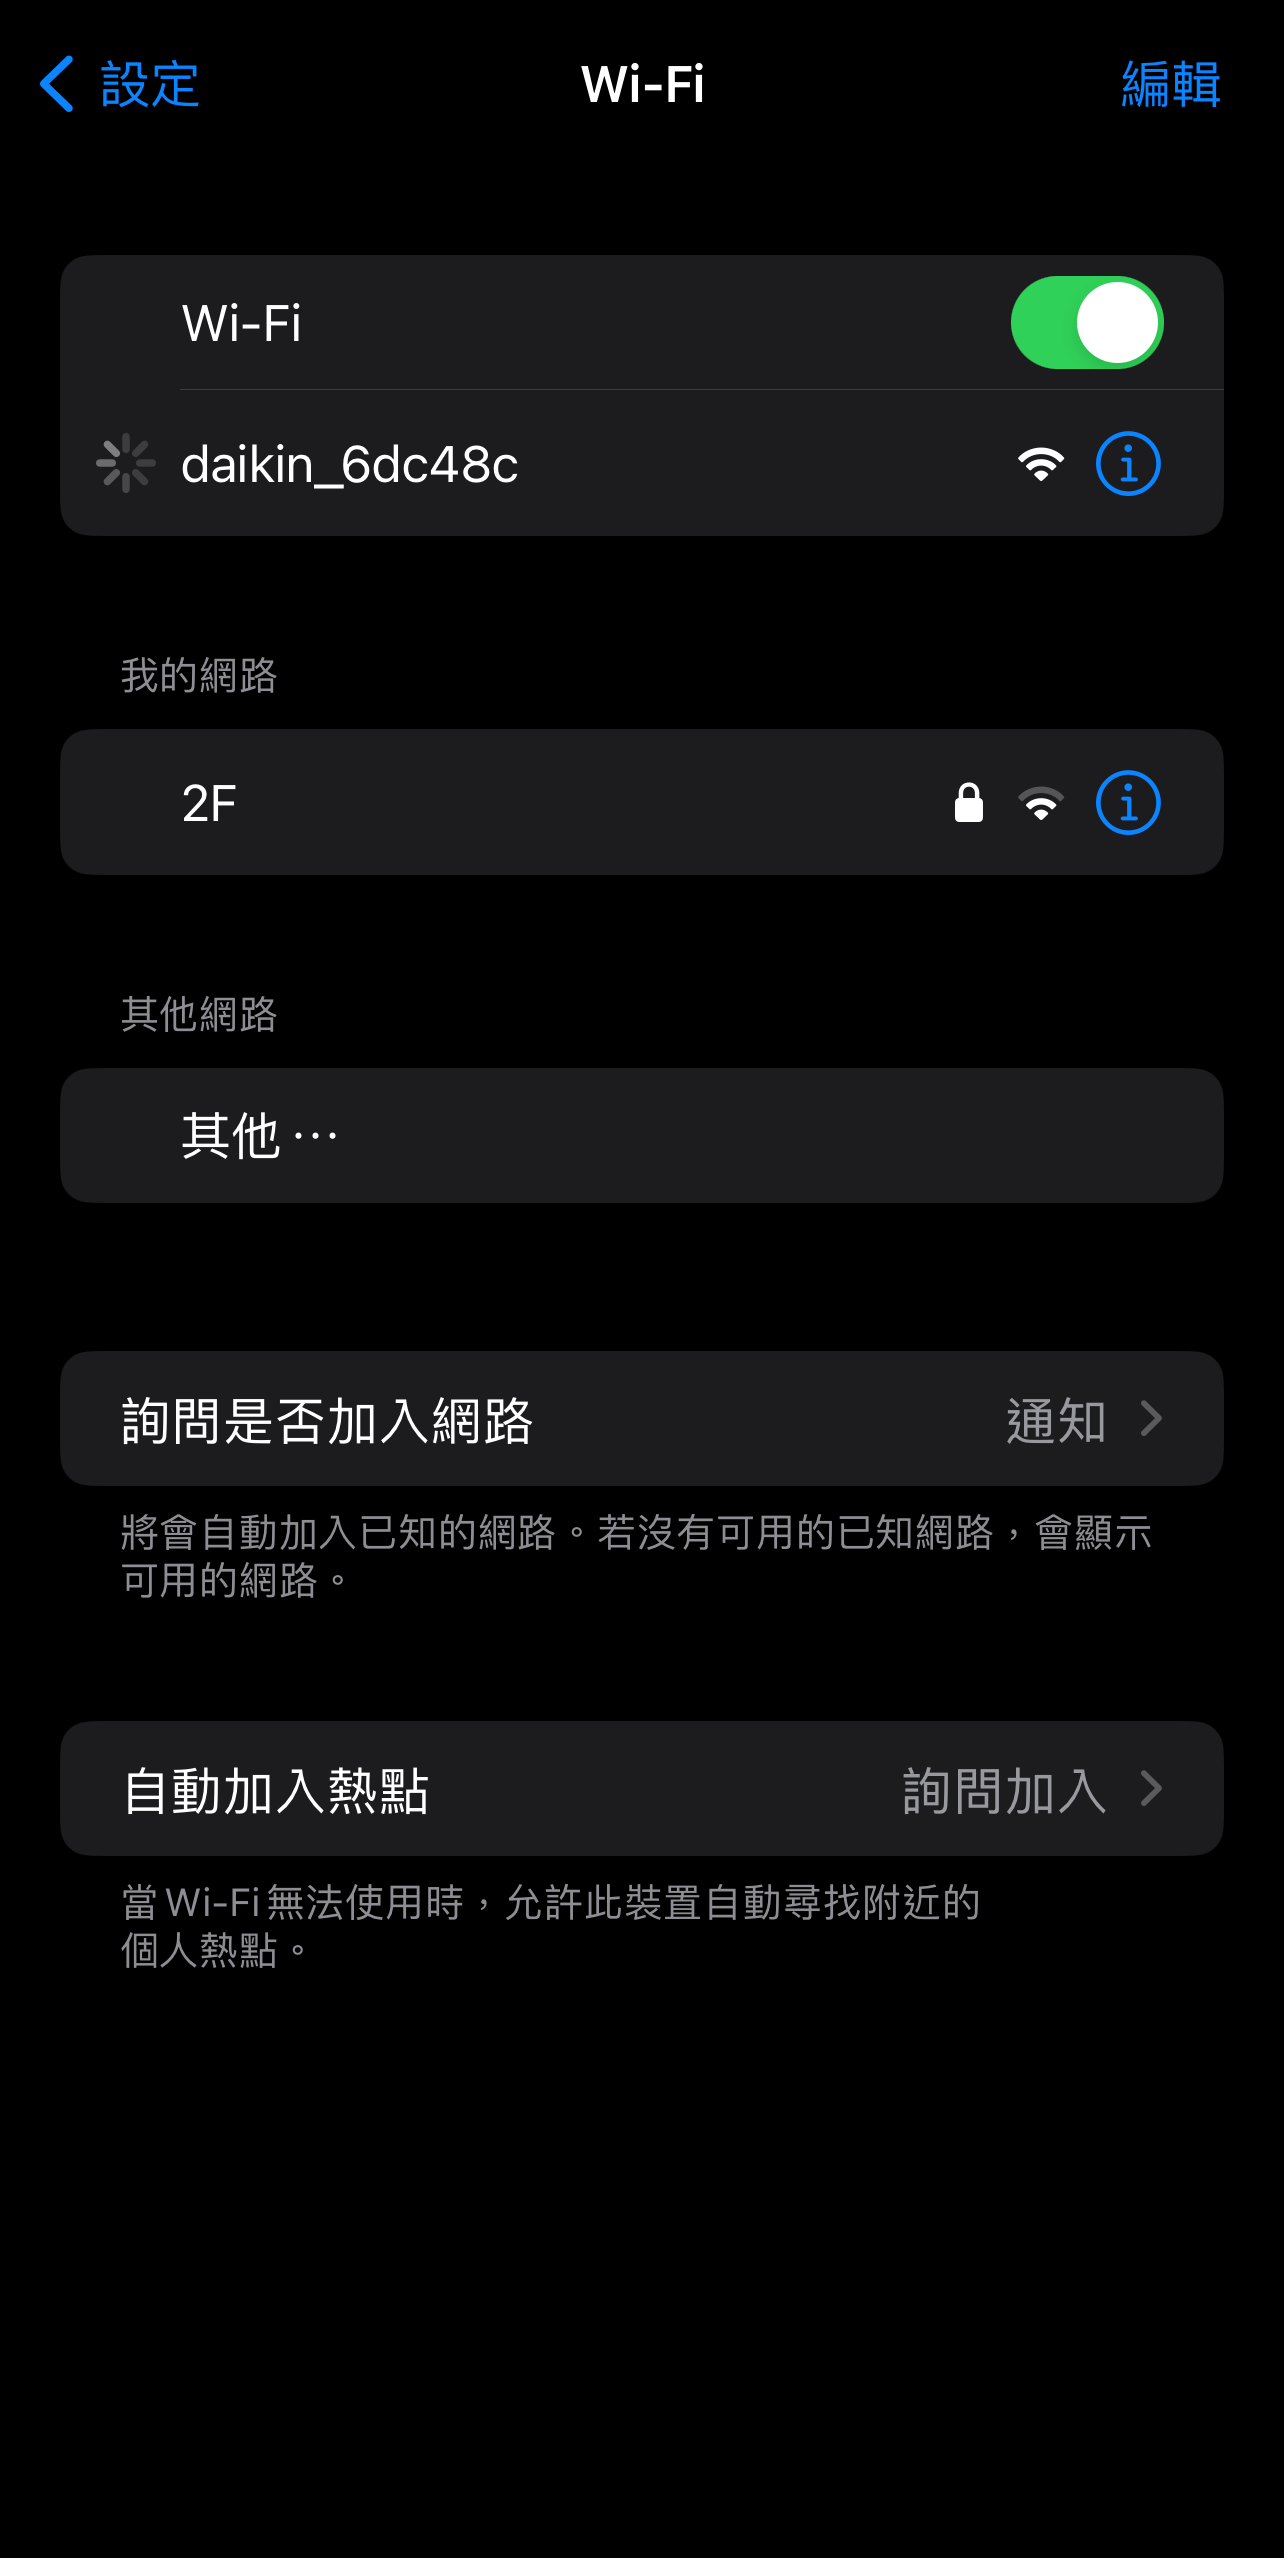 設定
Wi-Fi
編輯
Wi-Fi
daikin_6dc48c
我的網路
2F
其他網路
其他⋯
詢問是否加入網路
通知
將會自動加入已知的網路。若沒有可用的已知網路，會顯示
可用的網路。
自動加入熱點
詢問加入
當 Wi-Fi 無法使用時，允許此裝置自動尋找附近的
個人熱點。